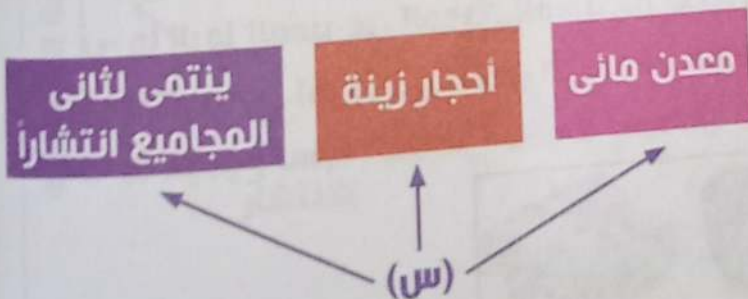 معدن مائى
أحجار زينة
ينتمى لثانى
المجاميع انتشاراً
(س)